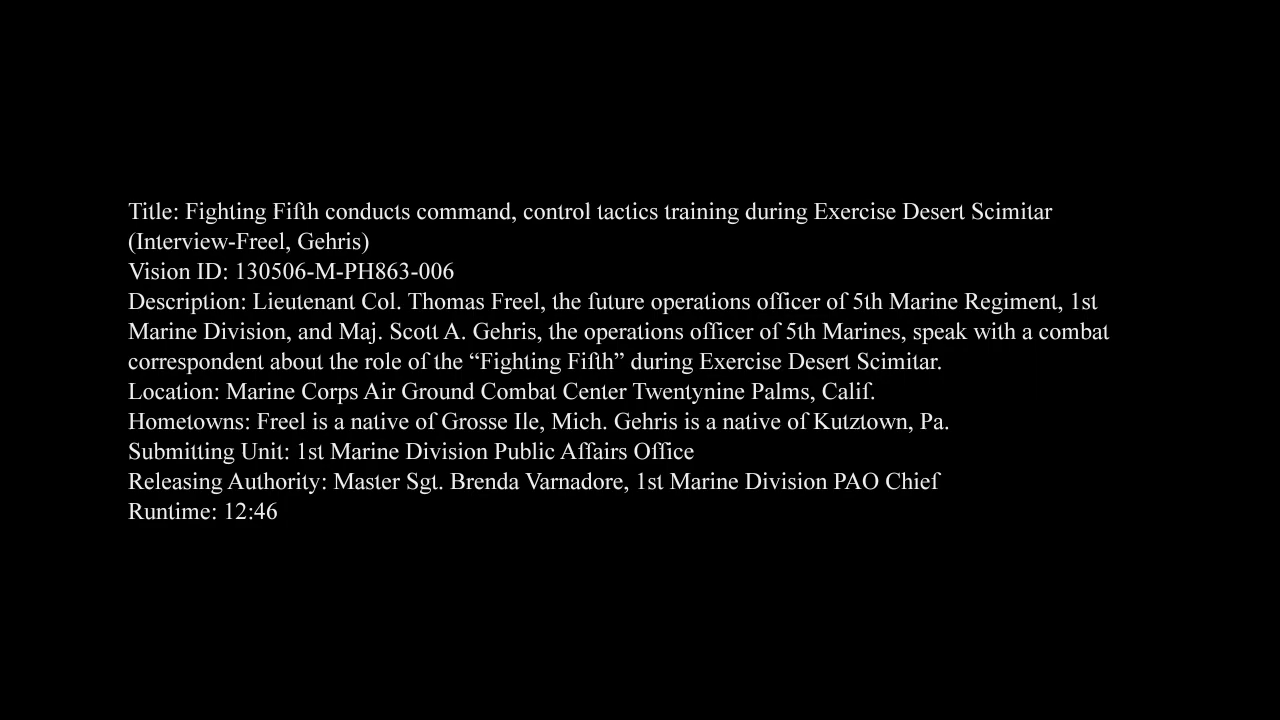 Title: Fighting Fifth conducts command, control tactics training during Exercise Desert Scimitar
(Interview-Freel, Gehris)
Vision ID: 130506-M-PH863-006
Description: Lieutenant Col. Thomas Freel, the future operations officer of 5th Marine Regiment, 1st
Marine Division, and Maj. Scott A. Gehris, the operations officer of 5th Marines, speak with a combat
correspondent about the role of the “Fighting Fifth” during Exercise Desert Scimitar.
Location: Marine Corps Air Ground Combat Center Twentynine Palms, Calif.
Hometowns: Freel is a native of Grosse Ile, Mich. Gehris is a native of Kutztown, Pa.
Submitting Unit: 1st Marine Division Public Affairs Office
Releasing Authority: Master Sgt. Brenda Varnadore, 1st Marine Division PAO Chief
Runtime: 12:46